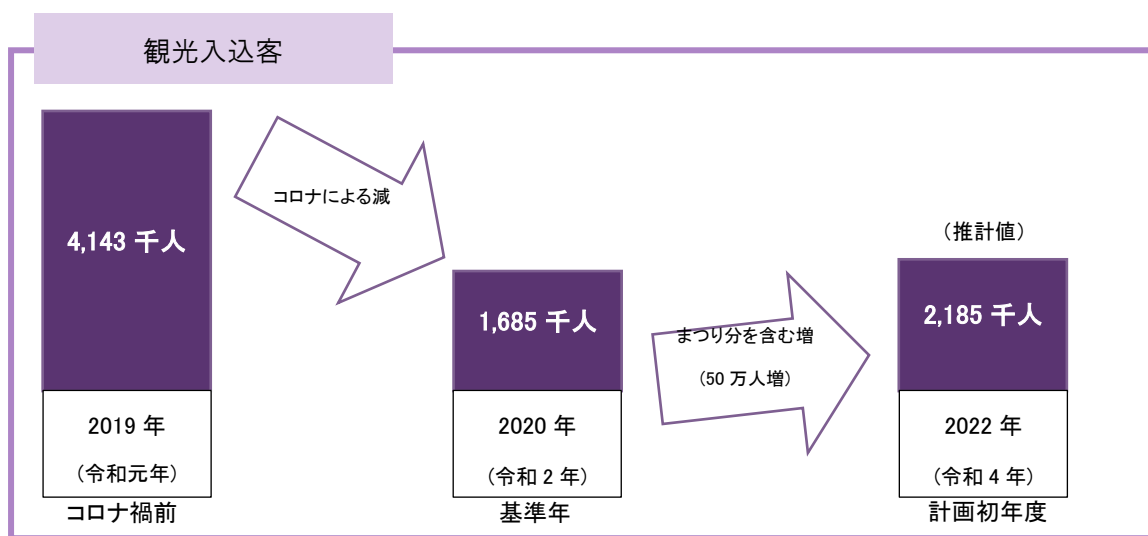 観光入込客
4,143 千人
2019 年
（令和元年）
コロナ禍前
コロナによる減
1,685 千人
2020 年
（令和 2 年）
基準年
まつり分を含む増
（50 万人増）
（推計値）
2,185 千人
2022 年
（令和 4 年）
計画初年度